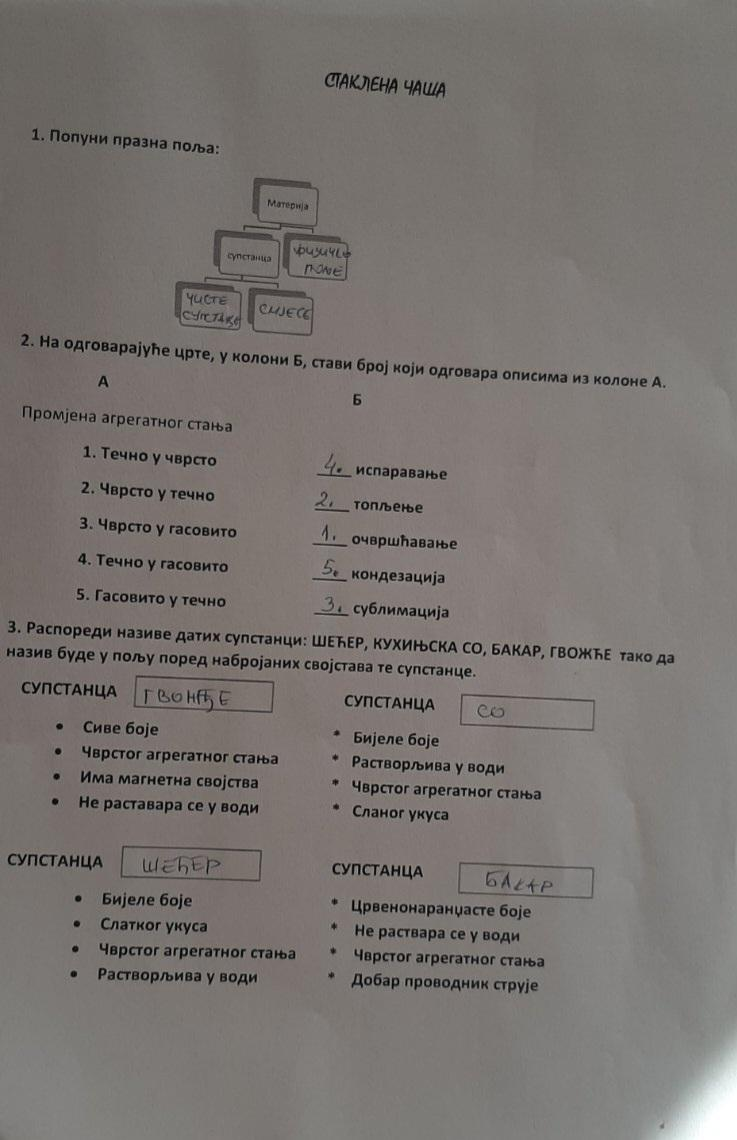 СТАКЛЕНА ЧАША
1. Попуни празна поља:
Материја
супстанца
ФИЗИЧКО
ПОЉЕ
ЧИСТЕ
СУПСТАНЦЕ
СМЈЕСЕ
2. На одговарајуће црте, у колони Б, стави број који одговара описима из колоне А.
А
Б
Промјена агрегатног стања
1. Течно у чврсто
4. испаравање
2. Чврсто у течно
2. топљење
3. Чврсто у гасовито
1. очвршћавање
4. Течно у гасовито
5. кондезација
5. Гасовито у течно
3. сублимација
3. Распореди називе датих супстанци: ШЕЋЕР, КУХИЊСКА СО, БАКАР, ГВОЖЋЕ тако да
назив буде у пољу поред набројаних својстава те супстанце.
СУПСТАНЦА ГВОЖЂЕ
• Сиве боје
• Чврстог агрегатног стања
• Има магнетна својства
• Не раставара се у води
СУПСТАНЦА СО
* Бијеле боје
* Растворљива у води
* Чврстог агрегатног стања
* Сланог укуса
СУПСТАНЦА ШЕЋЕР
• Бијеле боје
• Слатког укуса
• Чврстог агрегатног стања
• Растворљива у води
СУПСТАНЦА БАКАР
* Црвенонаранџасте боје
* Не раствара се у води
* Чврстог агрегатног стања
* Добар проводник струје